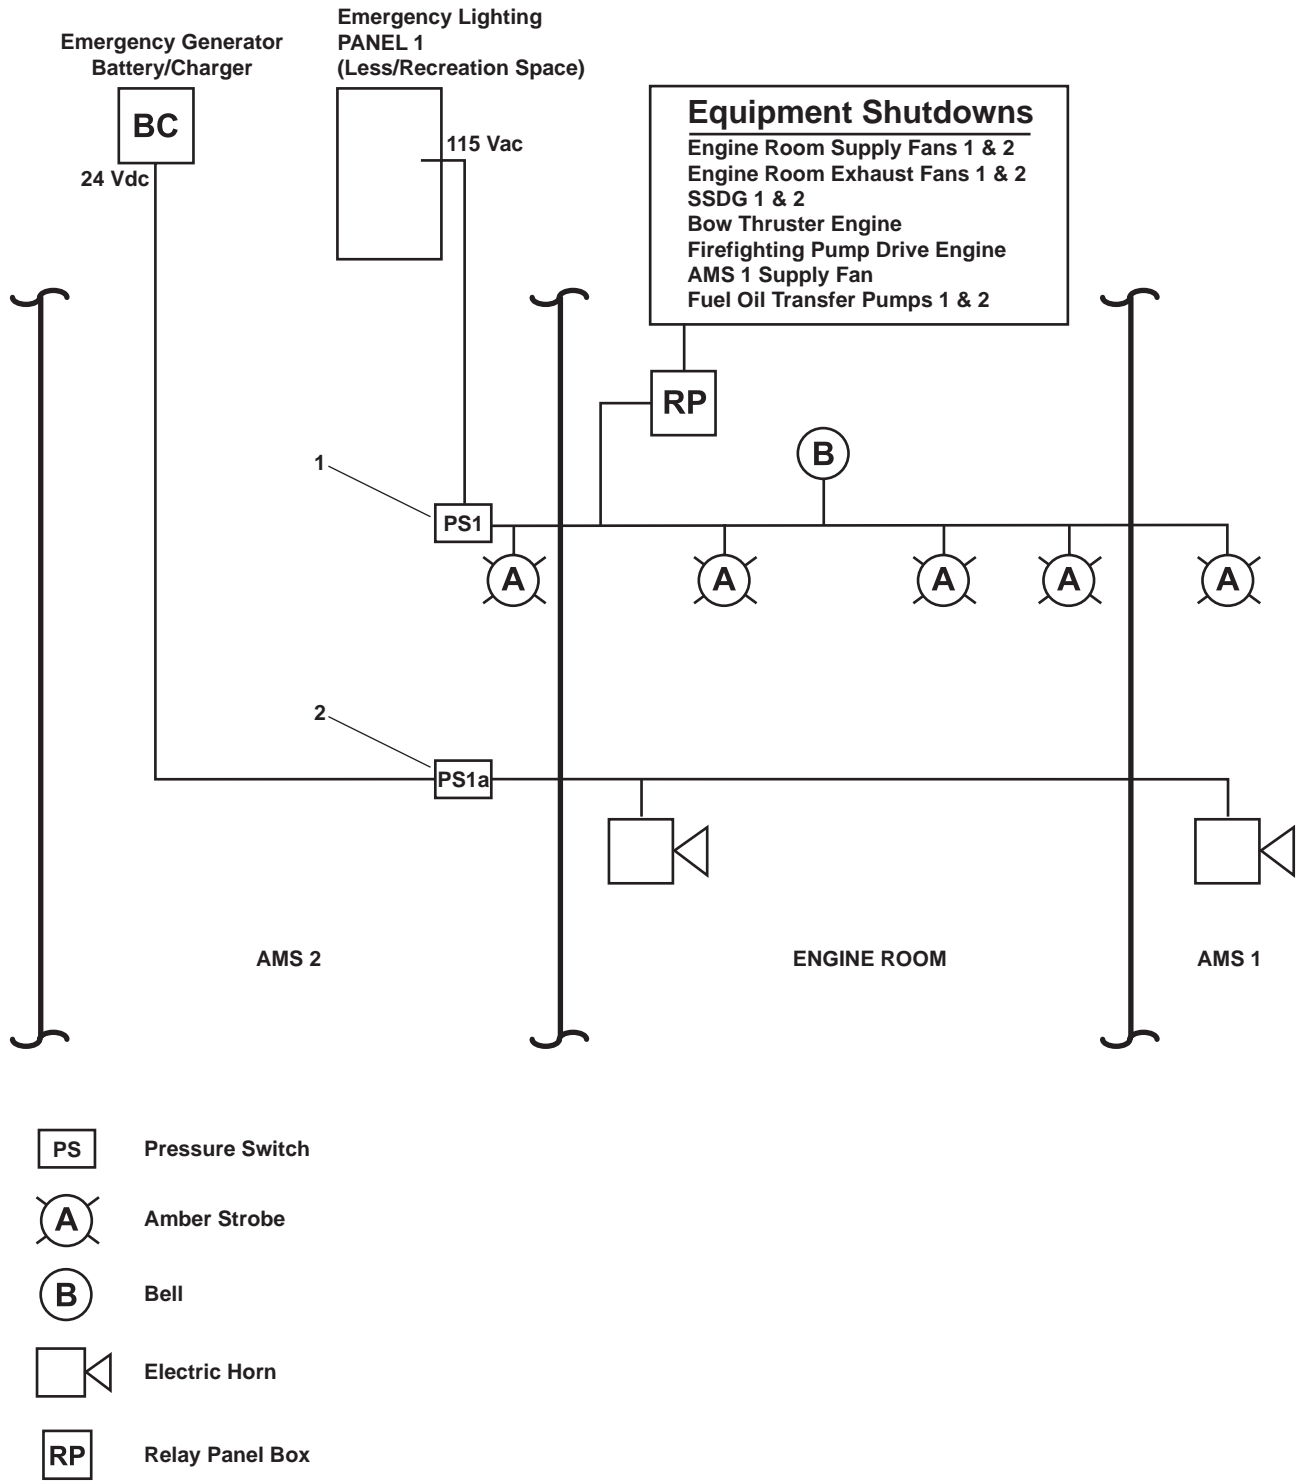 Emergency Generator
Battery/Charger
BC
24 Vdc
Emergency Lighting
PANEL 1
(Less/Recreation Space)
115 Vac
Equipment Shutdowns
Engine Room Supply Fans 1 & 2
Engine Room Exhaust Fans 1 & 2
SSDG 1 & 2
Bow Thruster Engine
Firefighting Pump Drive Engine
AMS 1 Supply Fan
Fuel Oil Transfer Pumps 1 & 2
RP
B
1
PS1
A
A
A
A
A
2
PS1a
AMS 2
ENGINE ROOM
AMS 1
PS
Pressure Switch
A
Amber Strobe
B
Bell
Electric Horn
RP
Relay Panel Box